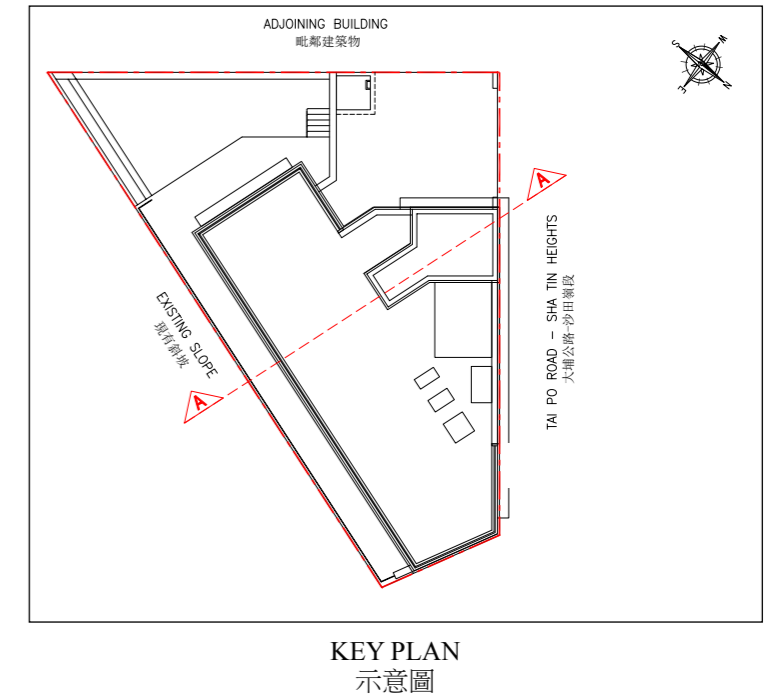 ADJOINING BUILDING
毗鄰建築物
S
W
E
N
A
TAI PO ROAD – SHA TIN HEIGHTS
大埔公路-沙田嶺段
EXISTING SLOPE
現有斜坡
A
KEY PLAN
示意圖